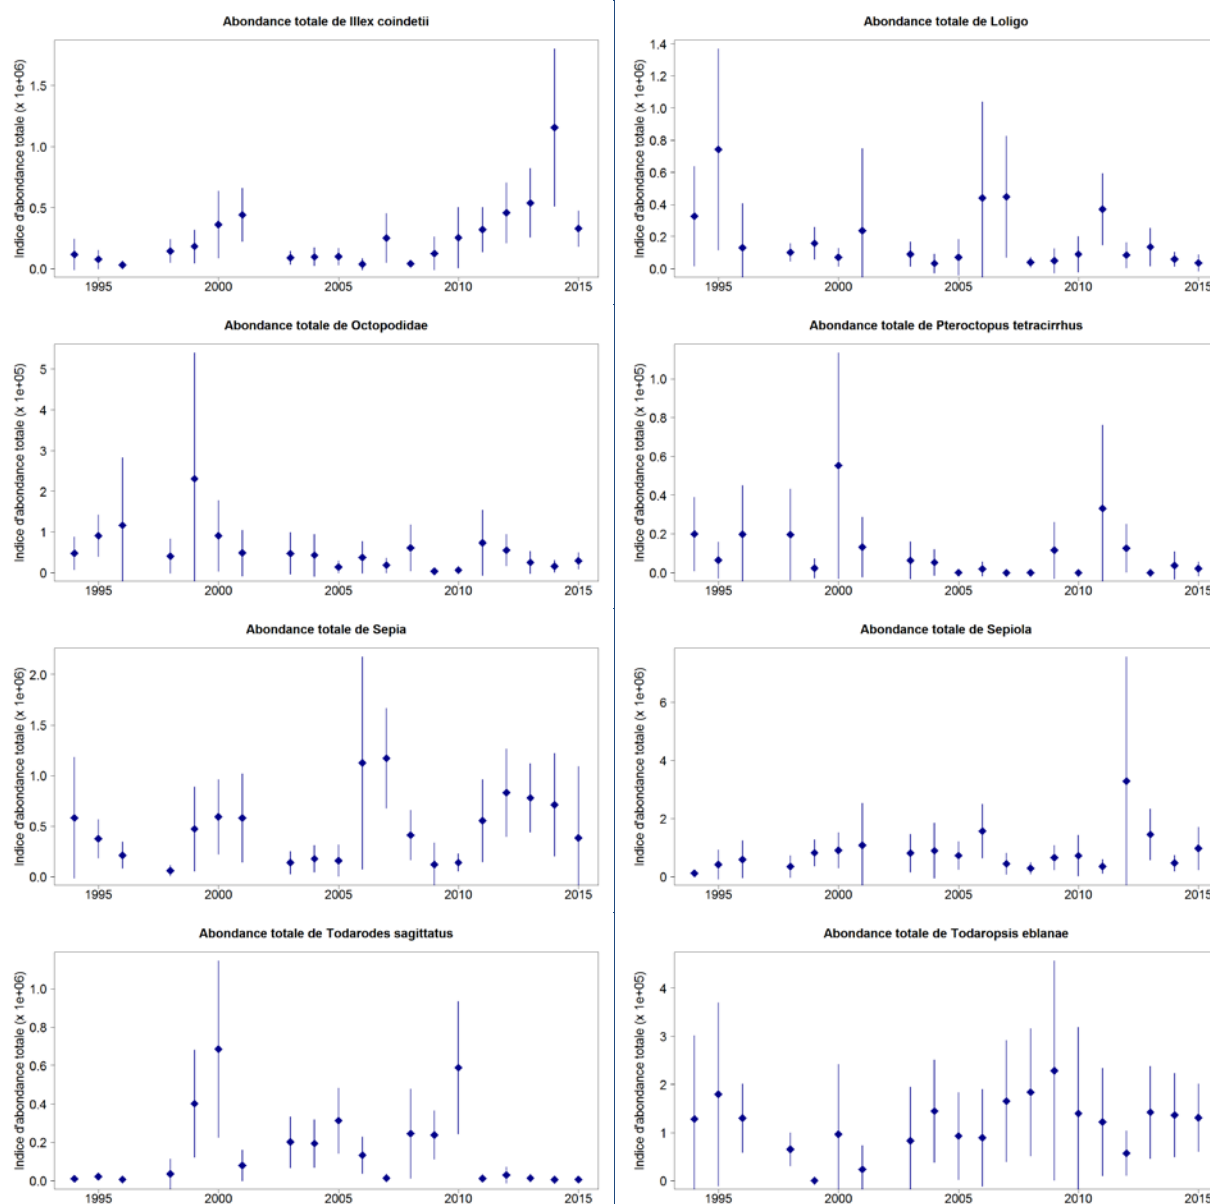 Abondance totale de Illex coindetii
Indice d'abondance totale (x 1e+06)
1.5
1.0
0.5
0.0
1995 2000 2005 2010 2015
Abondance totale de Loligo
Indice d'abondance totale (x 1e+06)
1.4
1.2
1.0
0.8
0.6
0.4
0.2
0.0
1995 2000 2005 2010 2015
Abondance totale de Octopodidae
Indice d'abondance totale (x 1e+05)
5
4
3
2
1
0
1995 2000 2005 2010 2015
Abondance totale de Pteroctopus tetracirrhus
Indice d'abondance totale (x 1e+05)
1.0
0.8
0.6
0.4
0.2
0.0
1995 2000 2005 2010 2015
Abondance totale de Sepia
Indice d'abondance totale (x 1e+06)
2.0
1.5
1.0
0.5
0.0
1995 2000 2005 2010 2015
Abondance totale de Sepiola
Indice d'abondance totale (x 1e+06)
6
4
2
0
1995 2000 2005 2010 2015
Abondance totale de Todarodes sagittatus
Indice d'abondance totale (x 1e+06)
1.0
0.8
0.6
0.4
0.2
0.0
1995 2000 2005 2010 2015
Abondance totale de Todaropsis eblanae
Indice d'abondance totale (x 1e+05)
4
3
2
1
0
1995 2000 2005 2010 2015